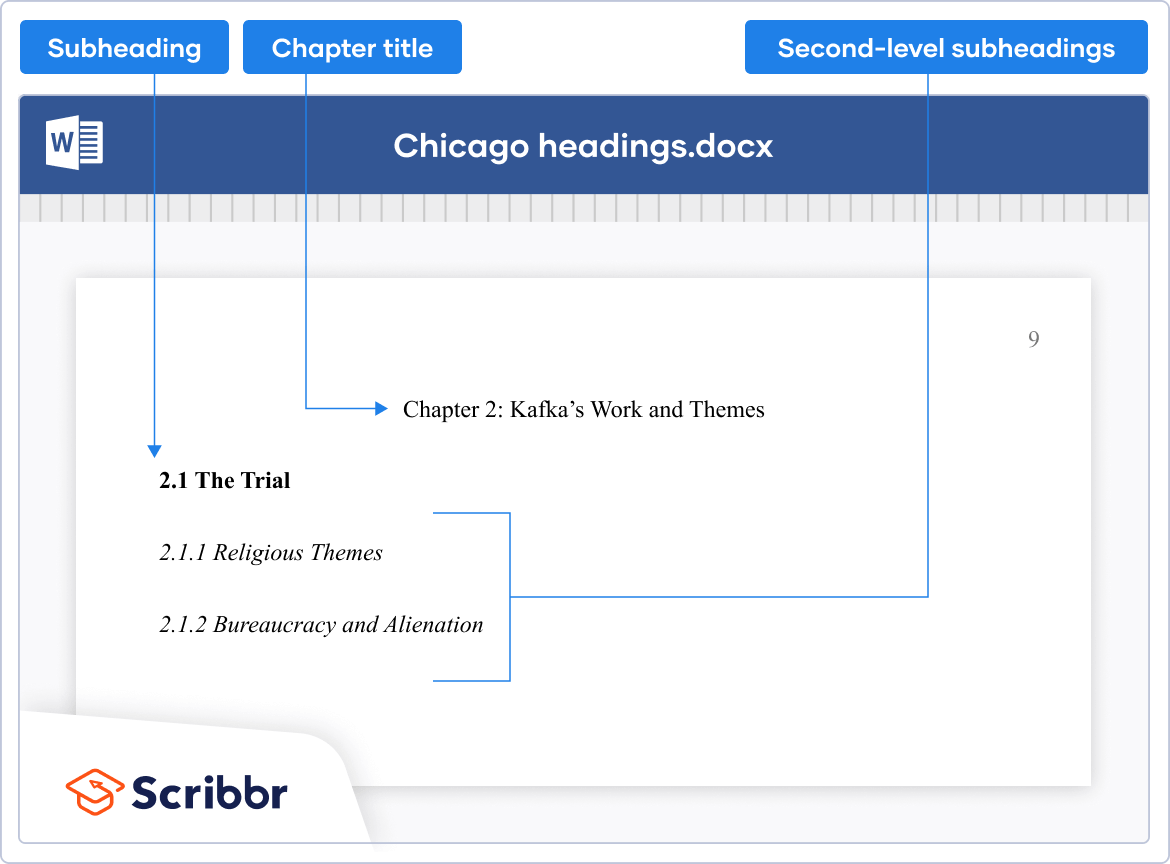 Subheading
Chapter title
Second-level subheadings
W
Chicago headings.docx
9
Chapter 2: Kafka’s Work and Themes
2.1 The Trial
2.1.1 Religious Themes
2.1.2 Bureaucracy and Alienation
Scribbr